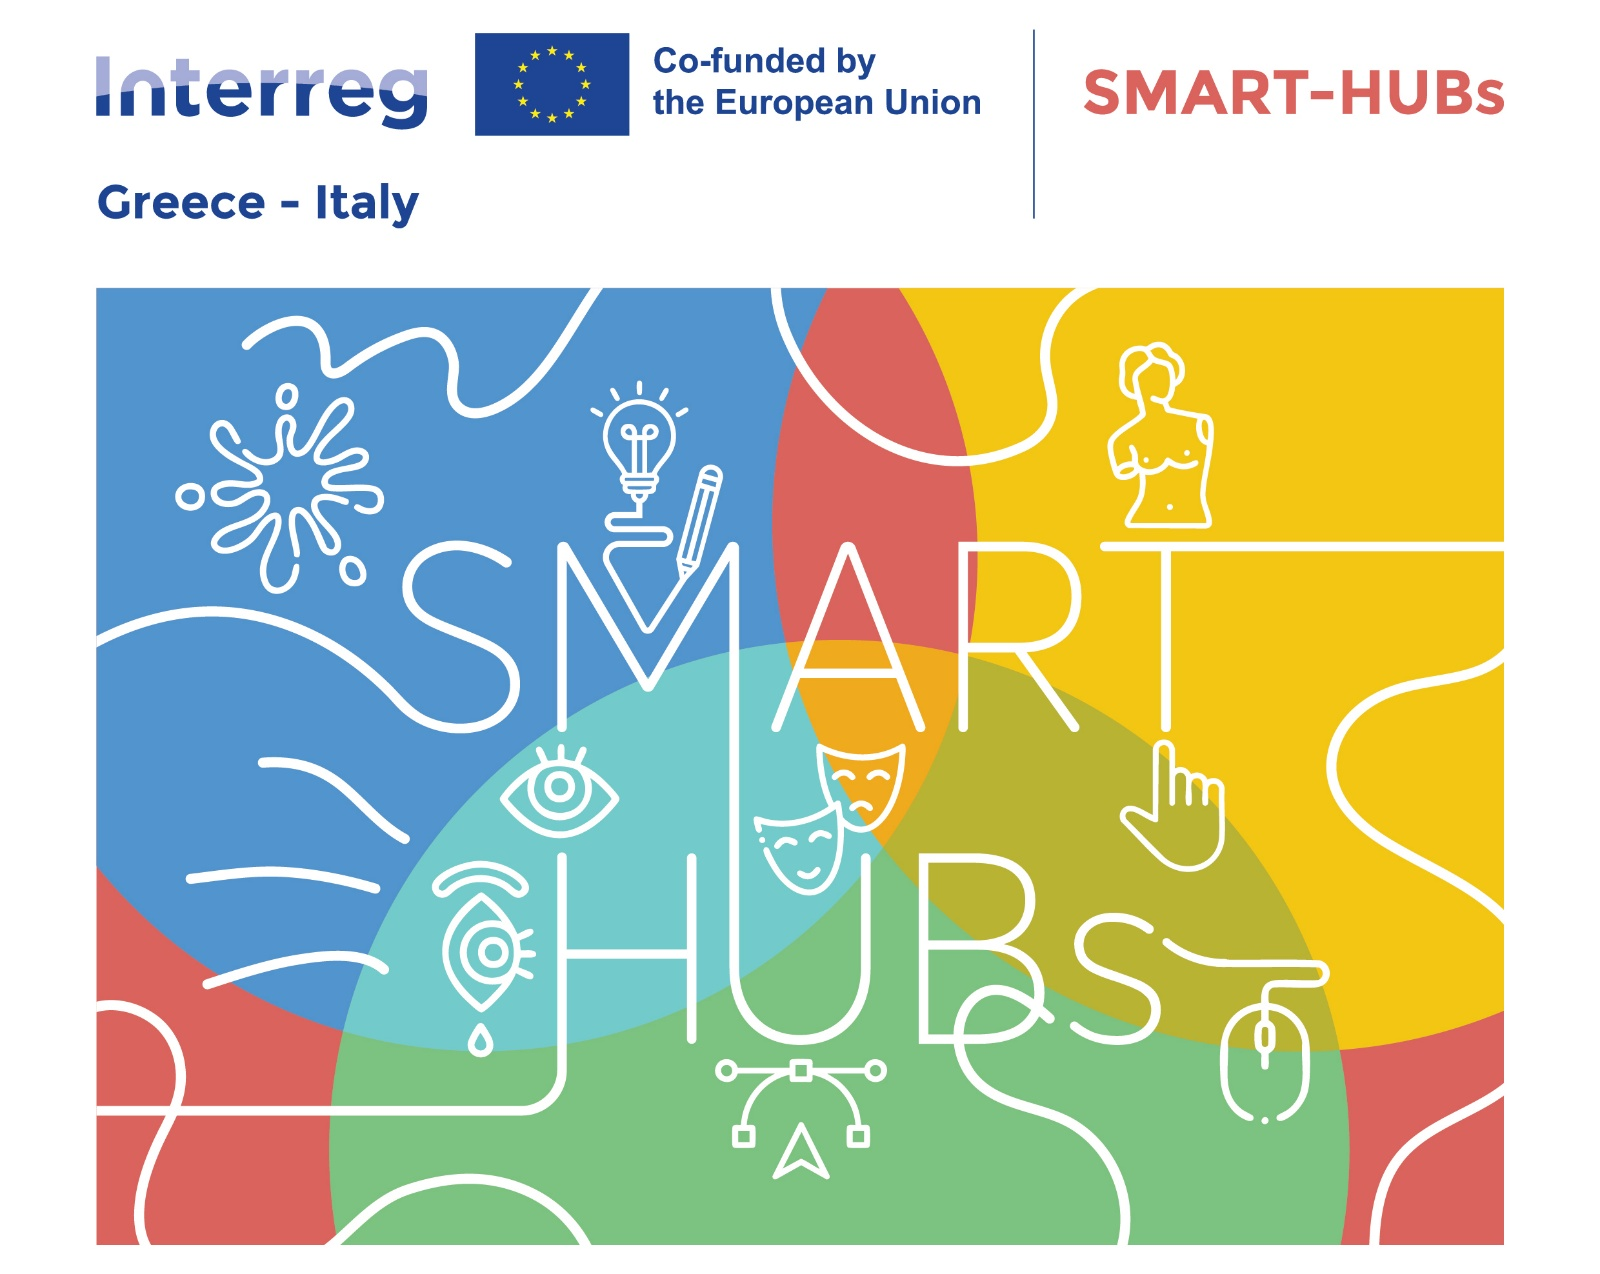 Interreg
Co-funded by
the European Union
SMART-HUBs
Greece - Italy
SMART
HUBs